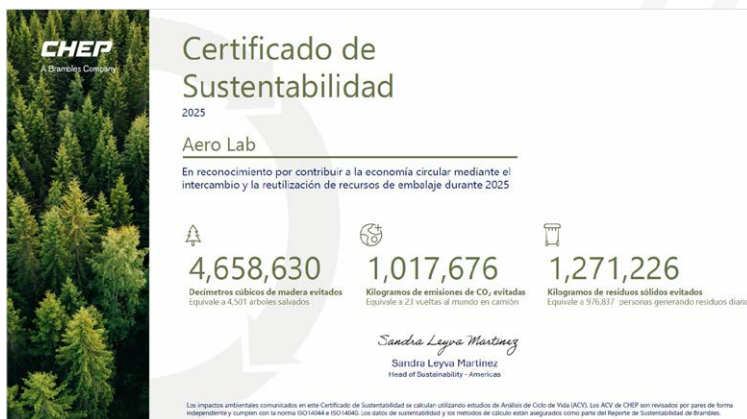 CHEP
A Brambles Company
Certificado de
Sustentabilidad
2025
Aero Lab
En reconocimiento por contribuir a la economía circular mediante el
intercambio y la reutilización de recursos de embalaje durante 2025
4,658,630
Decímetros cúbicos de madera evitados
Equivale a 4,501 arboles salvados
1,017,676
Kilogramos de emisiones de CO₂ evitadas
Equivale a 23 vueltas al mundo en camión
1,271,226
Kilogramos de residuos sólidos evitados
Equivale a 976,837 personas generando residuos diario
Sandra Leyva Martinez
Sandra Leyva Martinez
Head of Sustainability - Americas
Los impactos ambientales comunicados en este Certificado de Sustentabilidad se calculan utilizando estudios de Análisis de Ciclo de Vida (ACV). Los ACV de CHEP son revisados por pares de forma
independiente y cumplen con la norma ISO14044 e ISO14040. Los datos de sustentabilidad y los métodos de cálculo están asegurados como parte del Reporte de Sustentabilidad de Brambles.